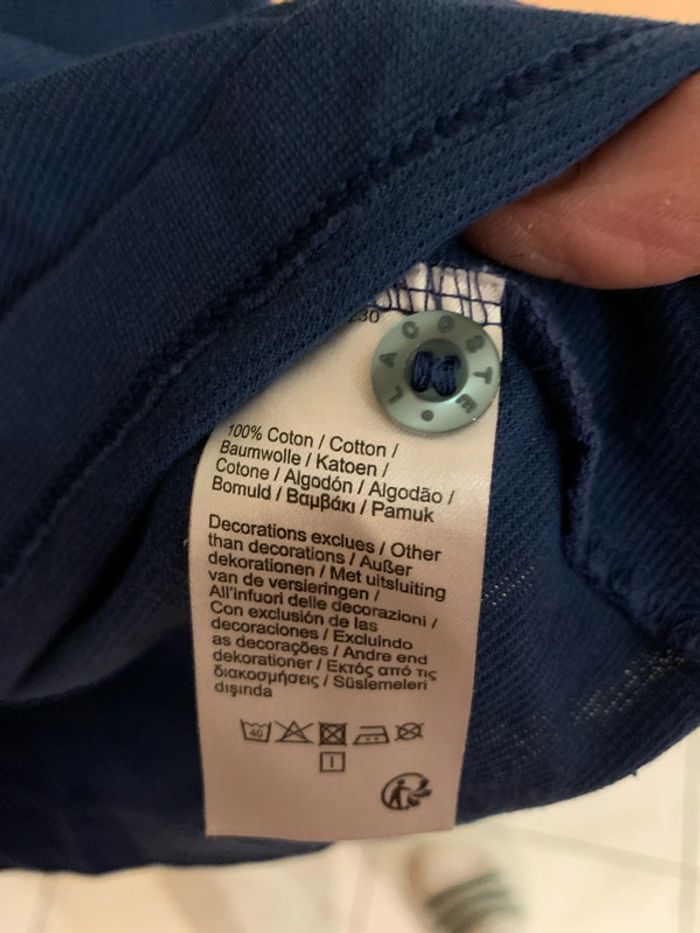 LACOSTE
100% Coton / Cotton /
Baumwolle / Katoen /
Cotone / Algodón / Algodão /
Bomuld / Βαμβάκι / Pamuk
Decorations exclues / Other
than decorations / Außer
dekorationen / Met uitsluiting
van de versieringen /
All'infuori delle decorazioni /
Con exclusión de las
decoraciones / Excluindo
as decorações / Andre end
dekorationer / Εκτός από τις
διακοσμήσεις / Süslemeleri
dışında
40